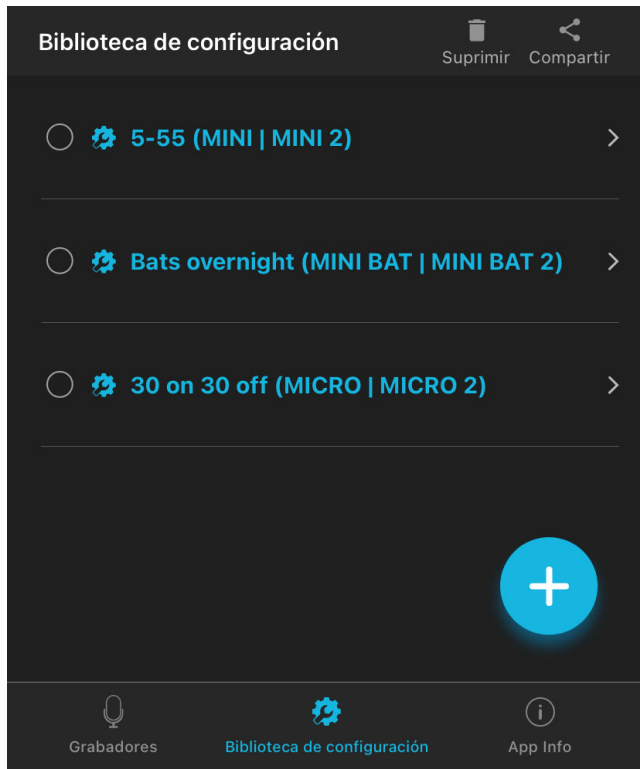 Biblioteca de configuración
Suprimir
Compartir
5-55 (MINI | MINI 2)
Bats overnight (MINI BAT | MINI BAT 2)
30 on 30 off (MICRO | MICRO 2)
Grabadores
Biblioteca de configuración
App Info